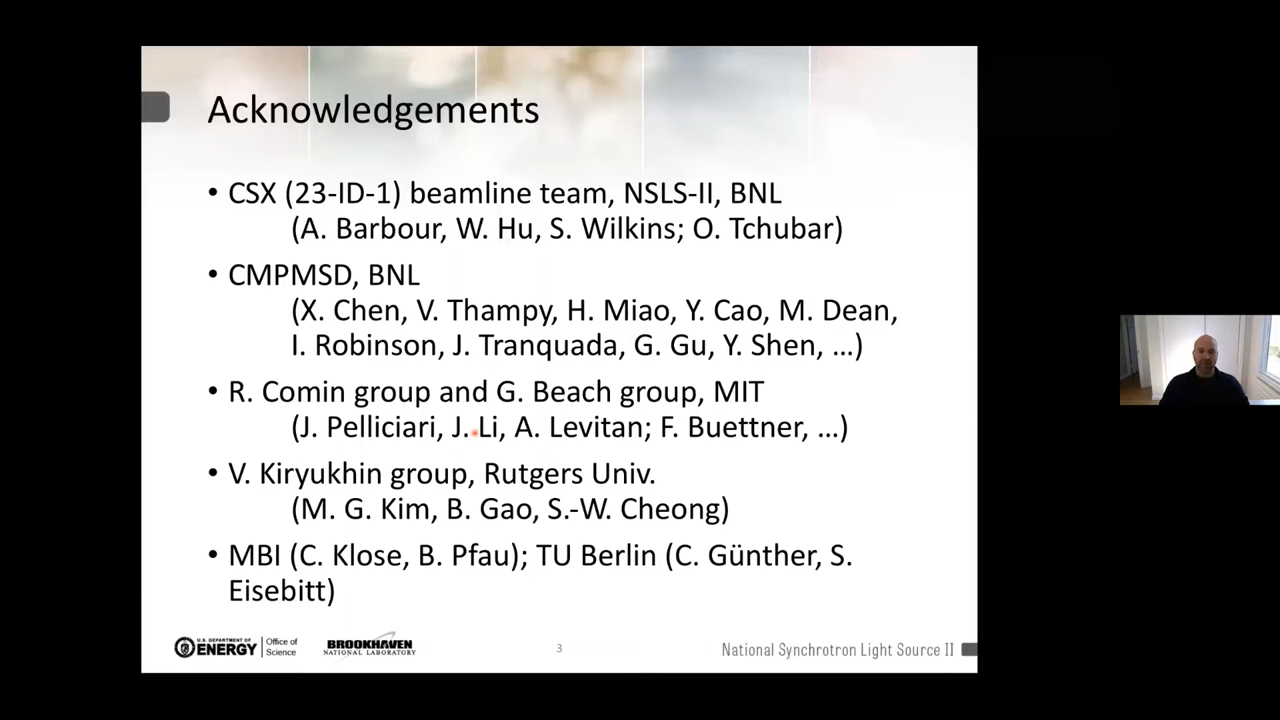 Acknowledgements
• CSX (23-ID-1) beamline team, NSLS-II, BNL
(A. Barbour, W. Hu, S. Wilkins; O. Tchubar)
• CMPMSD, BNL
(X. Chen, V. Thampy, H. Miao, Y. Cao, M. Dean,
I. Robinson, J. Tranquada, G. Gu, Y. Shen, ...)
• R. Comin group and G. Beach group, MIT
(J. Pelliciari, J. Li, A. Levitan; F. Buettner, ...)
• V. Kiryukhin group, Rutgers Univ.
(M. G. Kim, B. Gao, S.-W. Cheong)
• MBI (C. Klose, B. Pfau); TU Berlin (C. Günther, S.
Eisebitt)
U.S. DEPARTMENT OF
ENERGY
Office of
Science
BROOKHAVEN
NATIONAL LABORATORY
3
National Synchrotron Light Source II